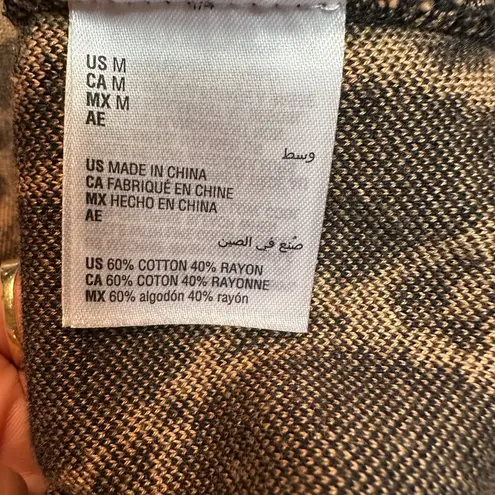 US M
CA M
MX M
AE
وسط
US MADE IN CHINA
CA FABRIQUÉ EN CHINE
MX HECHO EN CHINA
AE
صُنع في الصين
US 60% COTTON 40% RAYON
CA 60% COTON 40% RAYONNE
MX 60% algodón 40% rayón